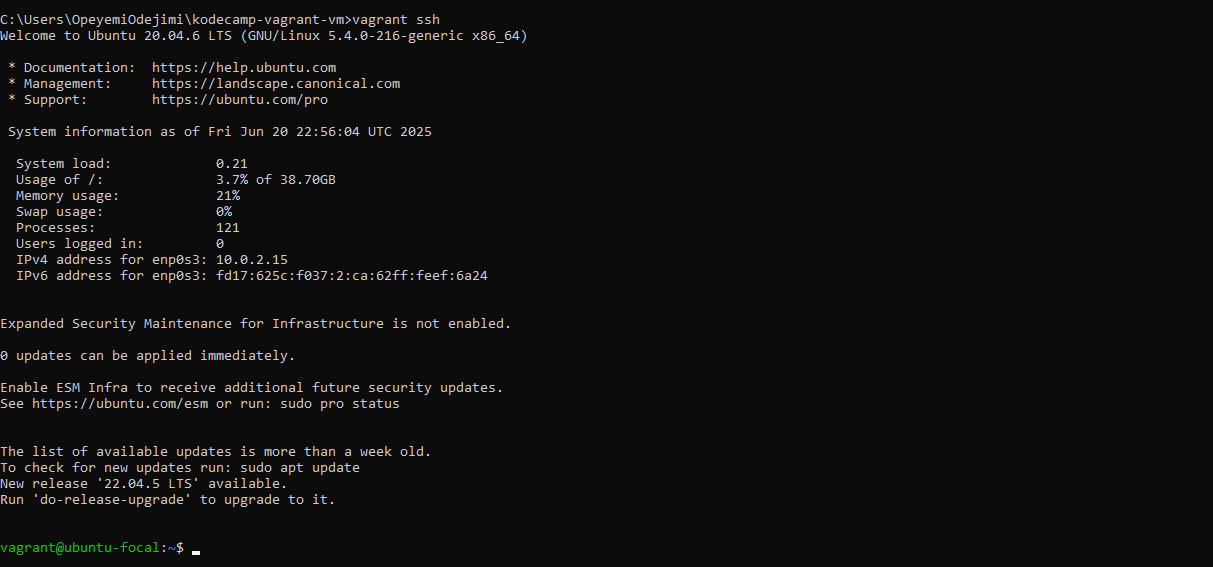 C:\Users\OpeyemiOdejimi\kodecamp-vagrant-vm>vagrant ssh
Welcome to Ubuntu 20.04.6 LTS (GNU/Linux 5.4.0-216-generic x86_64)
* Documentation:  https://help.ubuntu.com
* Management:     https://landscape.canonical.com
* Support:        https://ubuntu.com/pro
System information as of Fri Jun 20 22:56:04 UTC 2025
System load:             0.21
Usage of /:              3.7% of 38.70GB
Memory usage:            21%
Swap usage:              0%
Processes:               121
Users logged in:         0
IPv4 address for enp0s3: 10.0.2.15
IPv6 address for enp0s3: fd17:625c:f037:2:ca:62ff:feef:6a24
Expanded Security Maintenance for Infrastructure is not enabled.
0 updates can be applied immediately.
Enable ESM Infra to receive additional future security updates.
See https://ubuntu.com/esm or run: sudo pro status
The list of available updates is more than a week old.
To check for new updates run: sudo apt update
New release '22.04.5 LTS' available.
Run 'do-release-upgrade' to upgrade to it.
vagrant@ubuntu-focal:~$